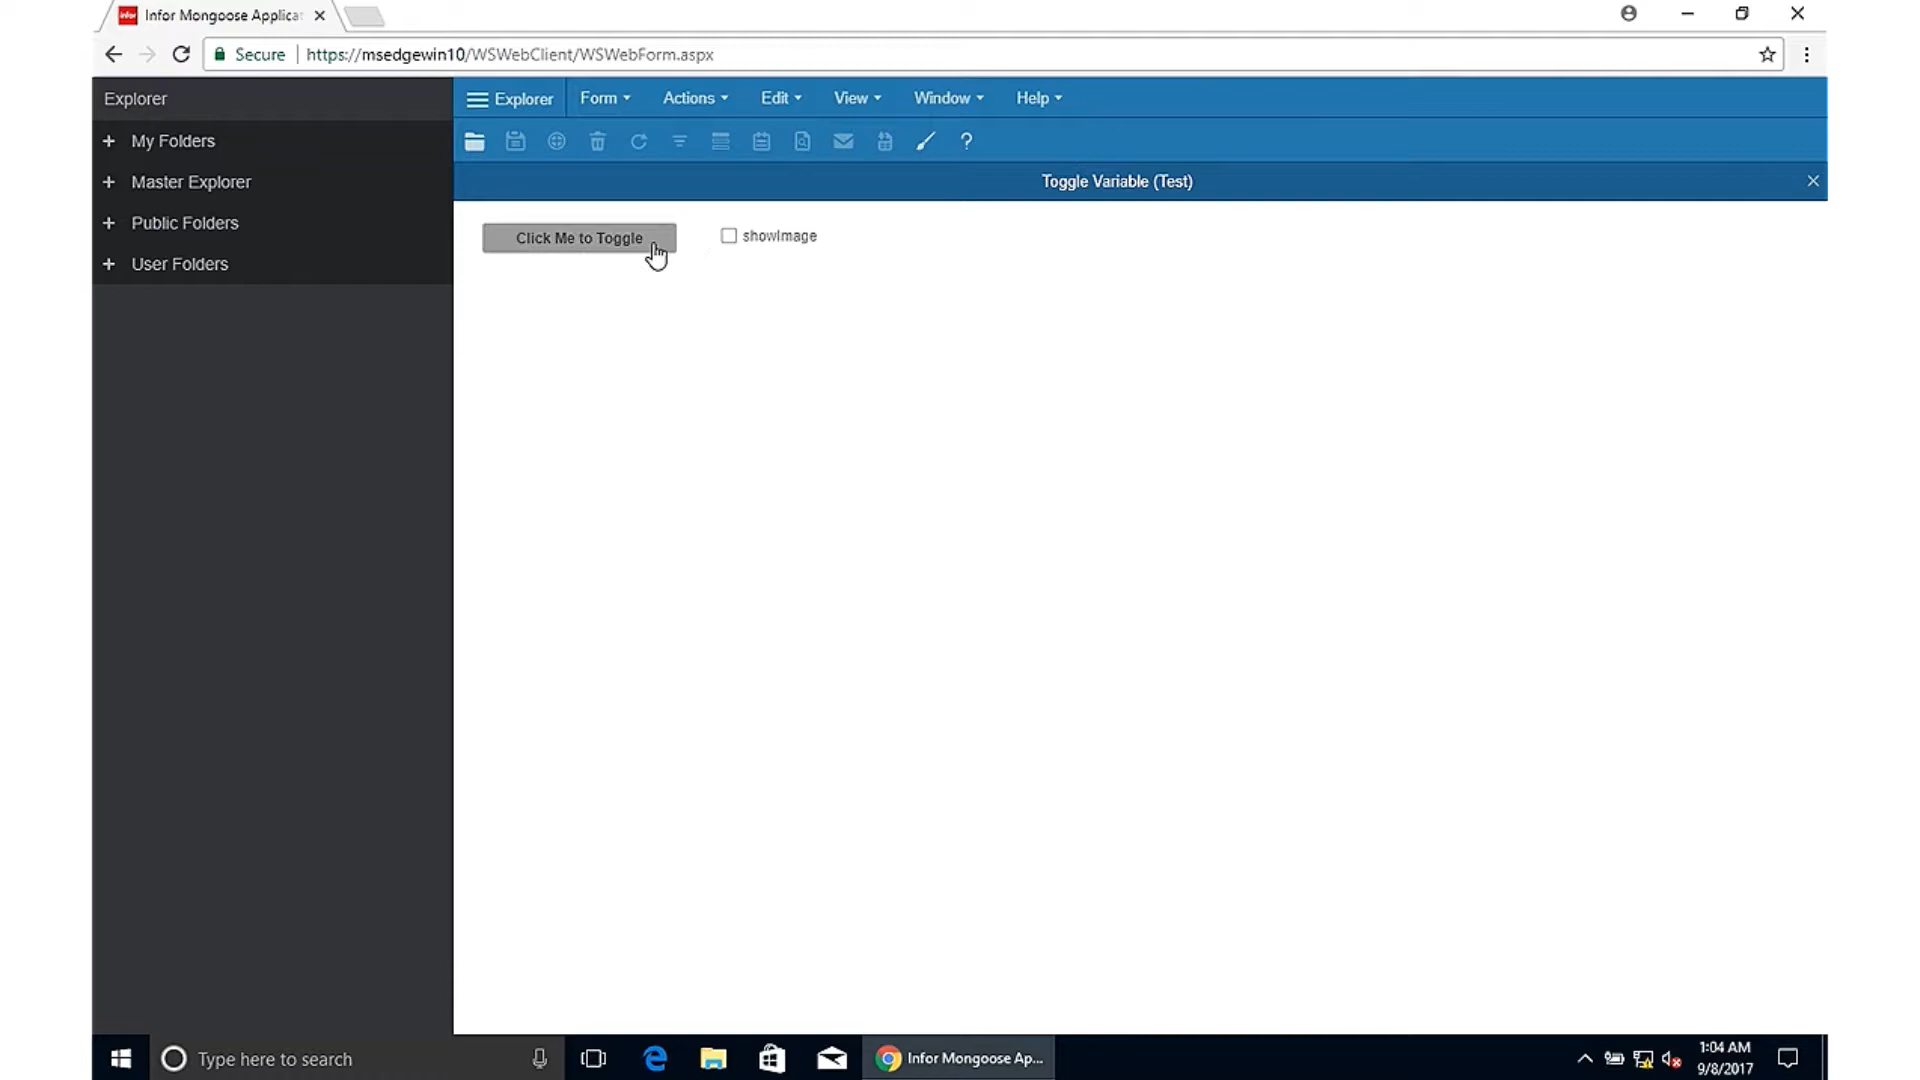 infor Infor Mongoose Applicat
Secure https://msedgewin10/WSWebClient/WSWebForm.aspx
Explorer
Explorer Form Actions Edit View Window Help
My Folders
Master Explorer
Public Folders
User Folders
?
Toggle Variable (Test)
Click Me to Toggle showImage
Type here to search
Infor Mongoose Ap...
1:04 AM
9/8/2017